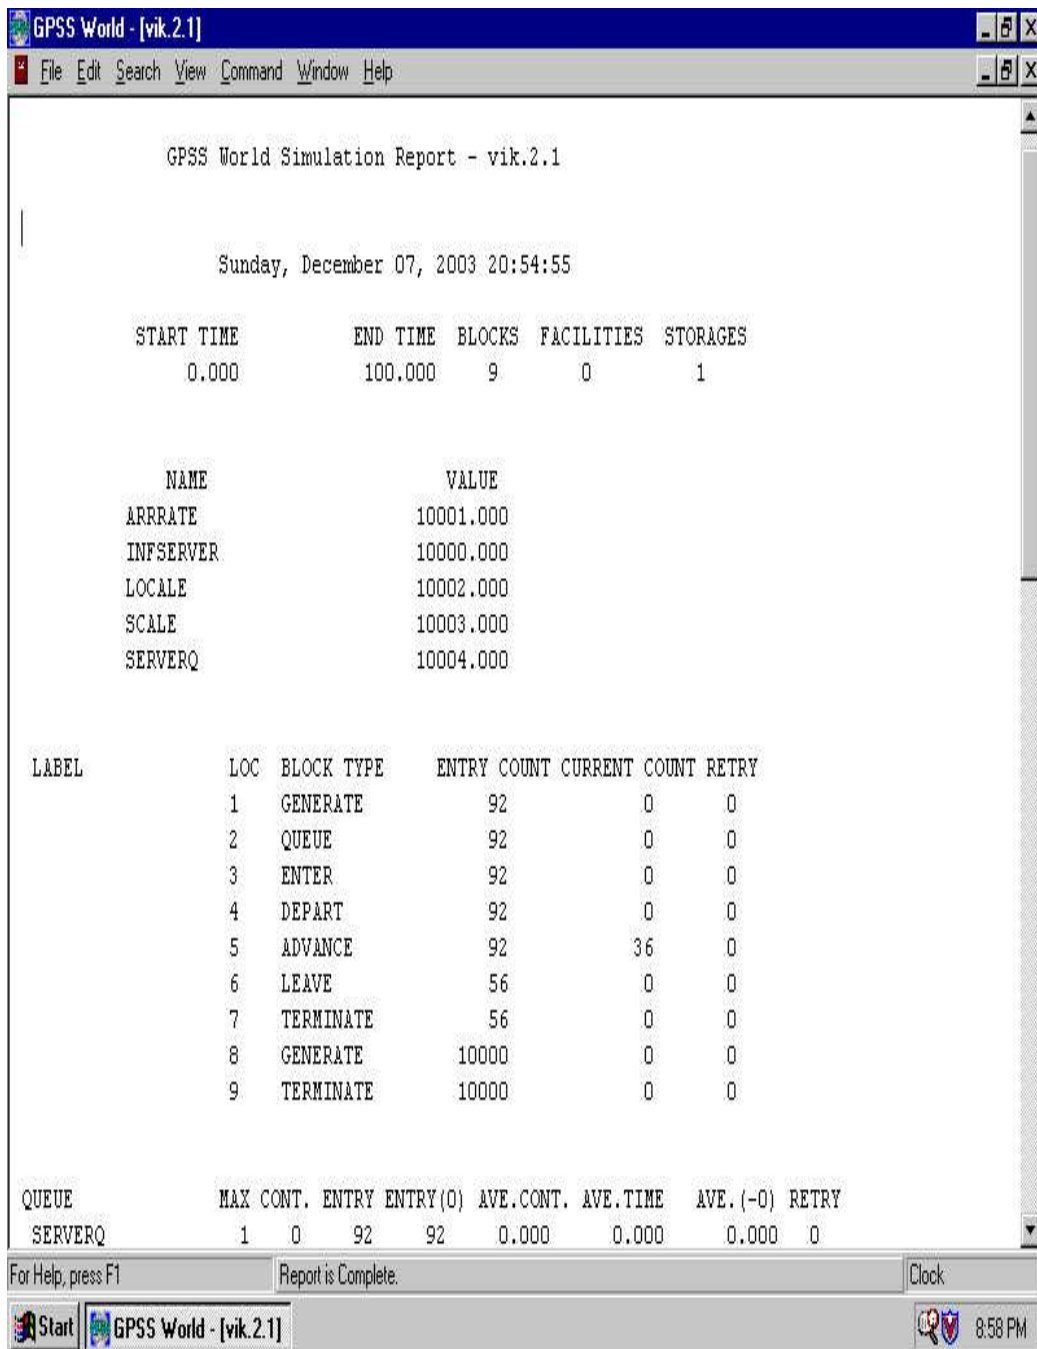 GPSS World - [vik.2.1]
File Edit Search View Command Window Help
GPSS World Simulation Report - vik.2.1
Sunday, December 07, 2003 20:54:55
START TIME END TIME BLOCKS FACILITIES STORAGES
0.000 100.000 9 0 1
NAME VALUE
ARRRATE 10001.000
INFSERVER 10000.000
LOCALE 10002.000
SCALE 10003.000
SERVERQ 10004.000
LABEL LOC BLOCK TYPE ENTRY COUNT CURRENT COUNT RETRY
1 GENERATE 92 0 0
2 QUEUE 92 0 0
3 ENTER 92 0 0
4 DEPART 92 0 0
5 ADVANCE 92 36 0
6 LEAVE 56 0 0
7 TERMINATE 56 0 0
8 GENERATE 10000 0 0
9 TERMINATE 10000 0 0
QUEUE MAX CONT. ENTRY ENTRY(0) AVE.CONT. AVE.TIME AVE.(-0) RETRY
SERVERQ 1 0 92 92 0.000 0.000 0.000 0
For Help, press F1 Report is Complete. Clock
Start GPSS World - [vik.2.1] 8:58 PM